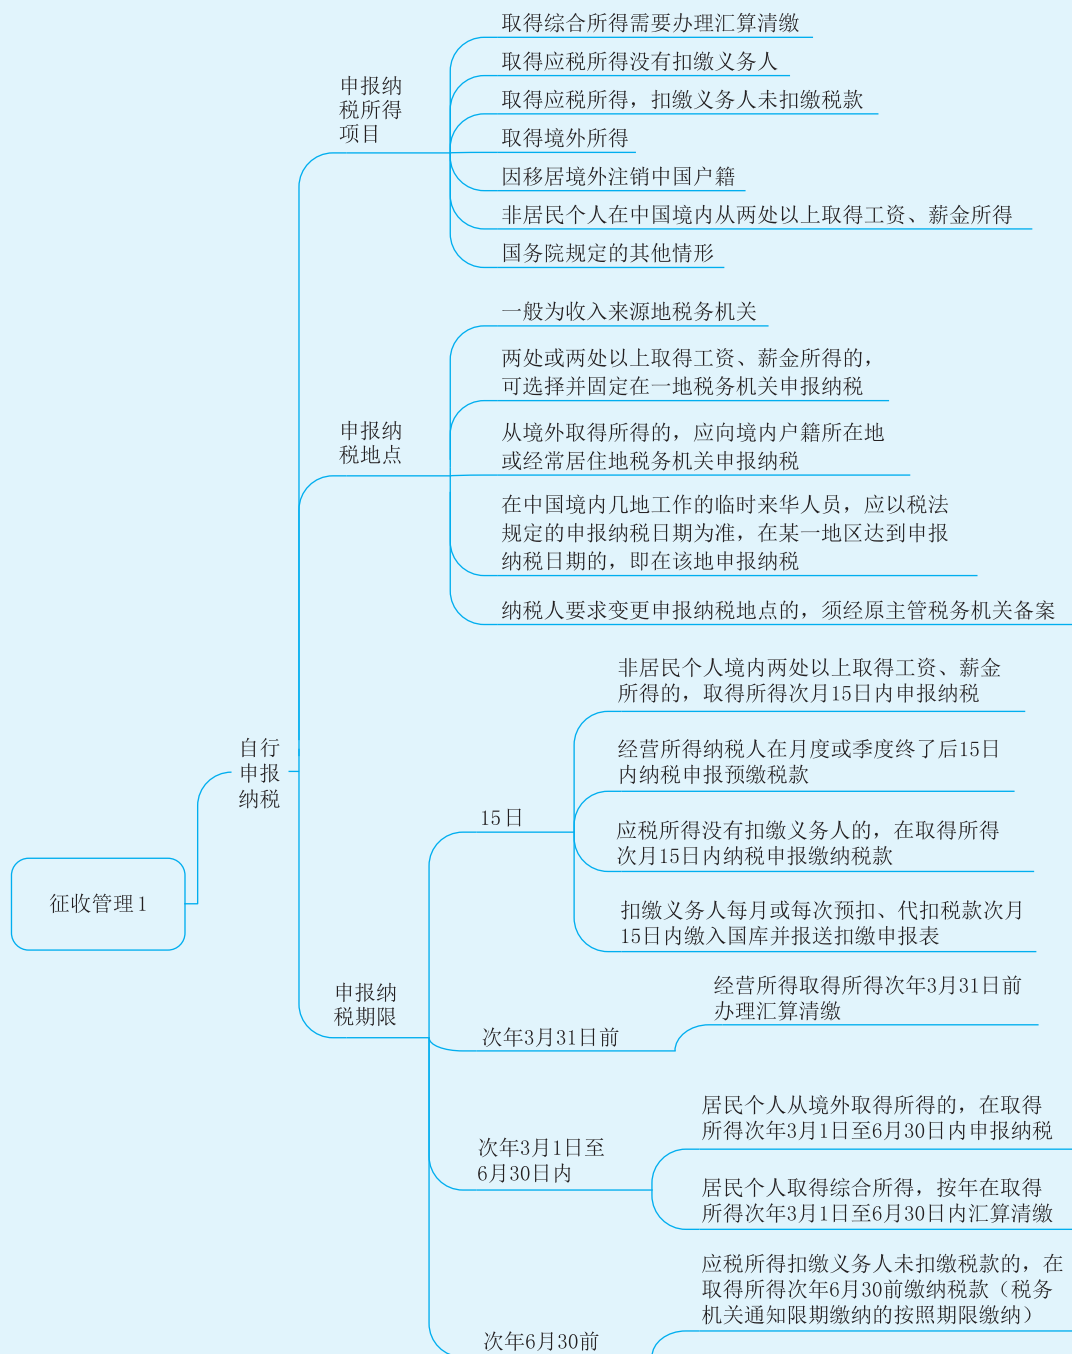 征收管理1
自行
申报
纳税
申报纳
税所得
项目
取得综合所得需要办理汇算清缴
取得应税所得没有扣缴义务人
取得应税所得，扣缴义务人未扣缴税款
取得境外所得
因移居境外注销中国户籍
非居民个人在中国境内从两处以上取得工资、薪金所得
国务院规定的其他情形
申报纳
税地点
一般为收入来源地税务机关
两处或两处以上取得工资、薪金所得的，
可选择并固定在一地税务机关申报纳税
从境外取得所得的，应向境内户籍所在地
或经常居住地税务机关申报纳税
在中国境内几地工作的临时来华人员，应以税法
规定的申报纳税日期为准，在某一地区达到申报
纳税日期的，即在该地申报纳税
纳税人要求变更申报纳税地点的，须经原主管税务机关备案
申报纳
税期限
15日
非居民个人境内两处以上取得工资、薪金
所得的，取得所得次月15日内申报纳税
经营所得纳税人在月度或季度终了后15日
内纳税申报预缴税款
应税所得没有扣缴义务人的，在取得所得
次月15日内纳税申报缴纳税款
扣缴义务人每月或每次预扣、代扣税款次月
15日内缴入国库并报送扣缴申报表
次年3月31日前
经营所得取得所得次年3月31日前
办理汇算清缴
次年3月1日至
6月30日内
居民个人从境外取得所得的，在取得
所得次年3月1日至6月30日内申报纳税
居民个人取得综合所得，按年在取得
所得次年3月1日至6月30日内汇算清缴
次年6月30前
应税所得扣缴义务人未扣缴税款的，在
取得所得次年6月30前缴纳税款（税务
机关通知限期缴纳的按照期限缴纳）